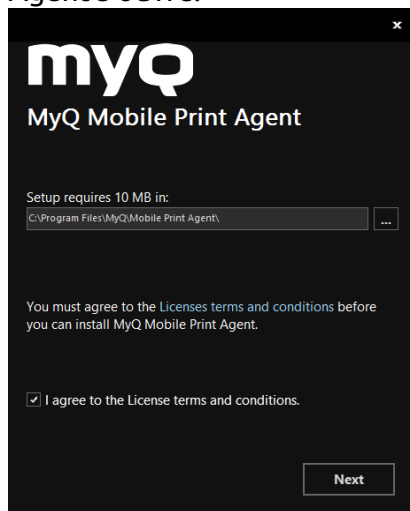 x
myQ
MyQ Mobile Print Agent
Setup requires 10 MB in:
C:\Program Files\MyQ\Mobile Print Agent\
...
You must agree to the Licenses terms and conditions before
you can install MyQ Mobile Print Agent.
I agree to the License terms and conditions.
Next